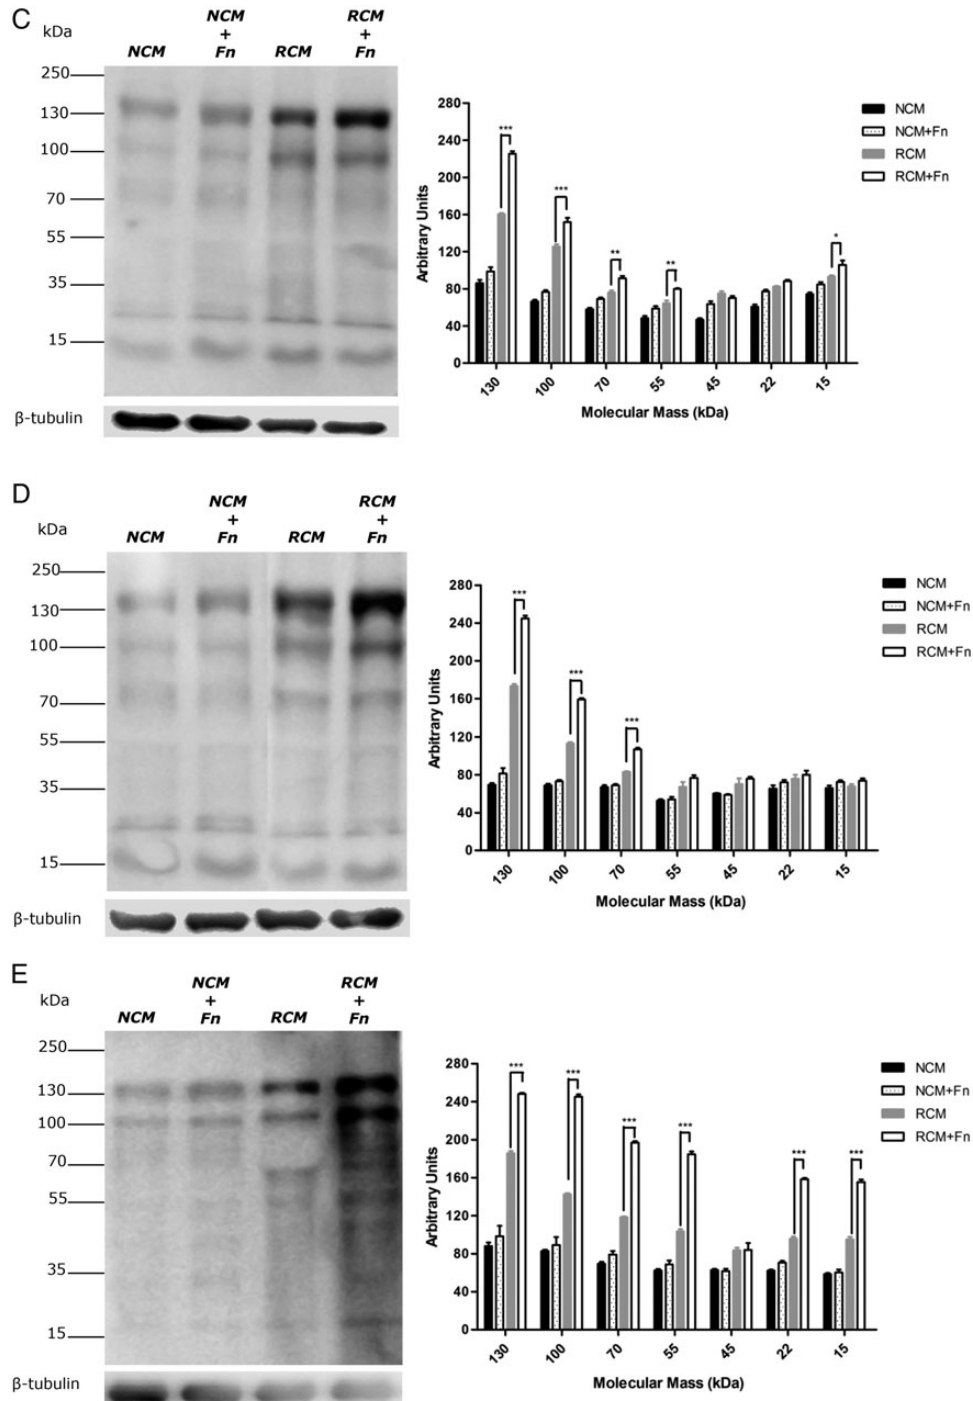 C
kDa
NCM
NCM
+
Fn
RCM
RCM
+
Fn
250
130
100
70
55
35
15
β-tubulin
280
240
200
160
120
80
40
0
Arbitrary Units
***
***
**
**
*
130
100
70
55
45
22
15
Molecular Mass (kDa)
NCM
NCM+Fn
RCM
RCM+Fn
D
kDa
NCM
NCM
+
Fn
RCM
RCM
+
Fn
250
130
100
70
55
35
15
β-tubulin
280
240
200
160
120
80
40
0
Arbitrary Units
***
***
***
130
100
70
55
45
22
15
Molecular Mass (kDa)
NCM
NCM+Fn
RCM
RCM+Fn
E
kDa
NCM
NCM
+
Fn
RCM
RCM
+
Fn
250
130
100
70
55
35
15
β-tubulin
280
240
200
160
120
80
40
0
Arbitrary Units
***
***
***
***
***
***
130
100
70
55
45
22
15
Molecular Mass (kDa)
NCM
NCM+Fn
RCM
RCM+Fn